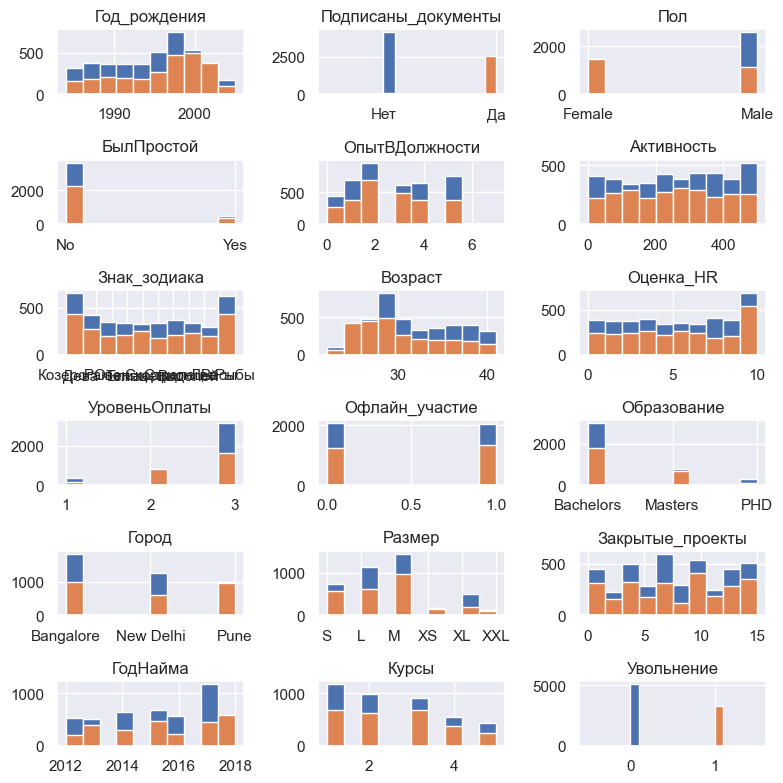 Год_рождения Подписаны_документы Пол
500 2500 2000
0 0 0
1990 2000 Нет Да Female Male
БылПростой ОпытВДолжности Активность
2000 500 500
0 0 0
No Yes 0 2 4 6 0 200 400
Знак_зодиака Возраст Оценка_HR
500 500 500
0 0 0
30 40 0 5 10
УровеньОплаты Офлайн_участие Образование
2000 2000 2000
0 0 0
1 2 3 0.0 0.5 1.0 Bachelors Masters PHD
Город Размер Закрытые_проекты
1000 1000 500
0 0 0
Bangalore New Delhi Pune S L M XS XL XXL 0 5 10 15
ГодНайма Курсы Увольнение
1000 1000 5000
0 0 0
2012 2014 2016 2018 2 4 0 1